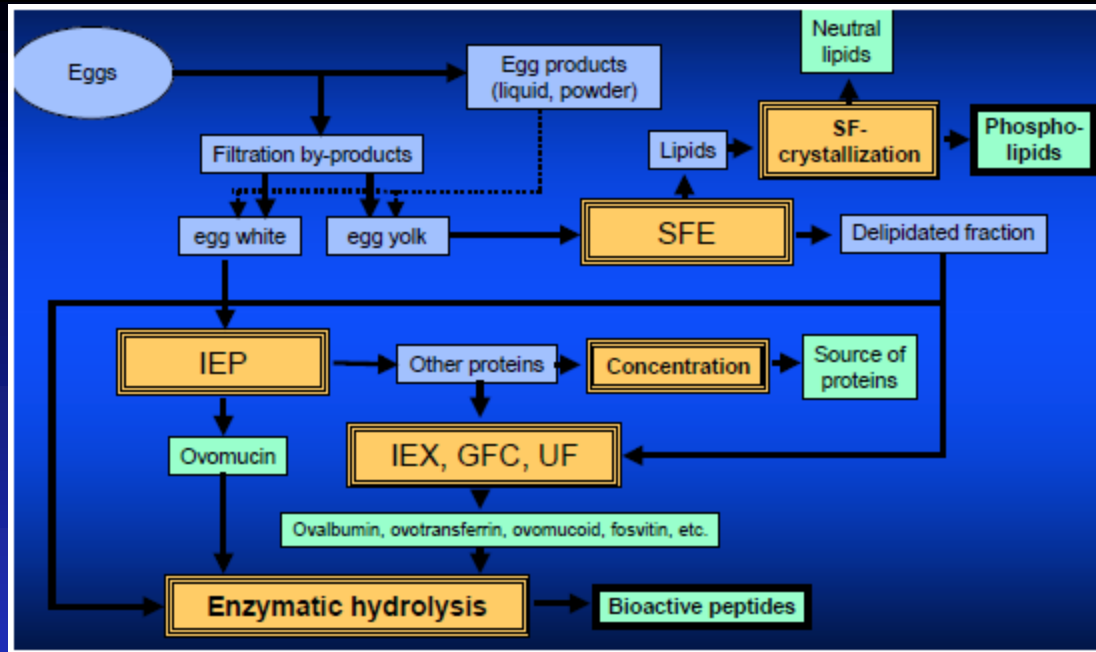 Neutral
lipids
Eggs
Egg products
(liquid, powder)
SF-
crystallization
Phospho-
lipids
Filtration by-products
Lipids
egg white
egg yolk
SFE
Delipidated fraction
IEP
Other proteins
Concentration
Source of
proteins
Ovomucin
IEX, GFC, UF
Ovalbumin, ovotransferrin, ovomucoid, fosvitin, etc.
Enzymatic hydrolysis
Bioactive peptides